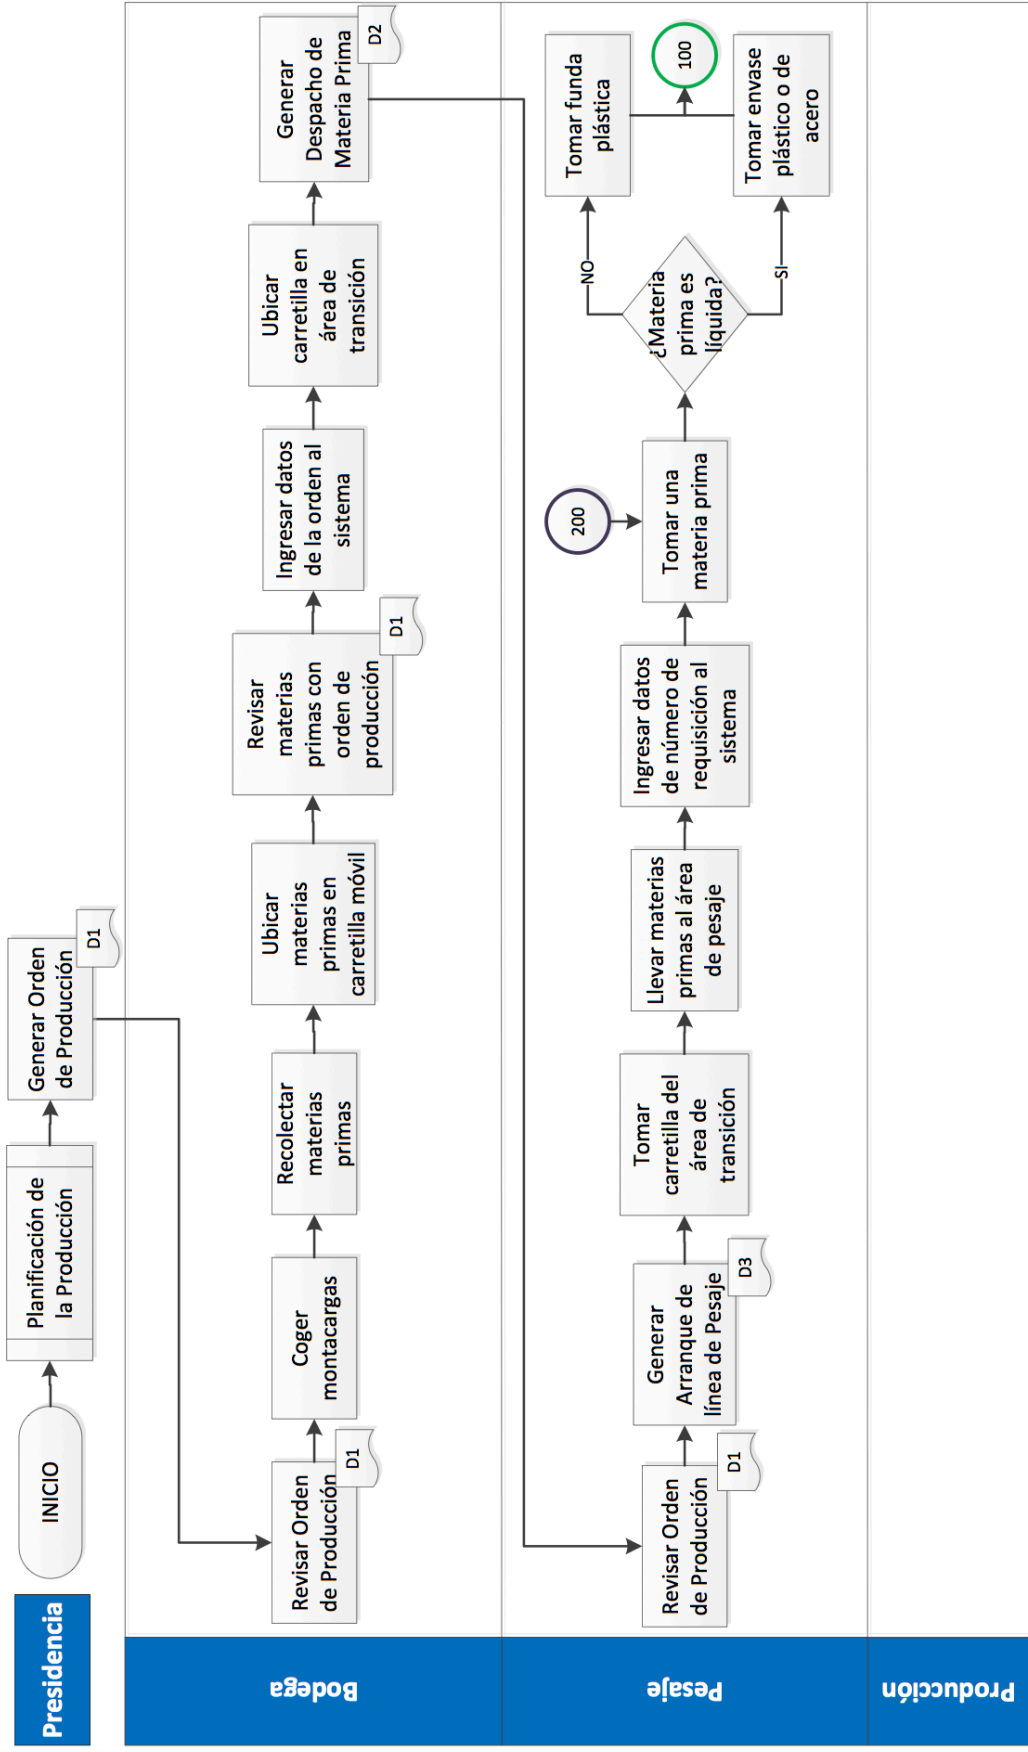 Presidencia
INICIO
Planificación de
la Producción
Generar Orden
de Producción
D1
Bodega
Revisar Orden
de Producción
D1
Coger
montacargas
Recolectar
materias
primas
Ubicar
materias
primas en
carretilla móvil
Revisar
materias
primas con
orden de
producción
D1
Ingresar datos
de la orden al
sistema
Ubicar
carretilla en
área de
transición
Generar
Despacho de
Materia Prima
D2
Pesaje
Revisar Orden
de Producción
D1
Generar
Arranque de
línea de Pesaje
D3
Tomar
carretilla del
área de
transición
Llevar materias
primas al área
de pesaje
Ingresar datos
de número de
requisición al
sistema
200
Tomar una
materia prima
¿Materia
prima es
líquida?
NO
SI
Tomar funda
plástica
Tomar envase
plástico o de
acero
100
Producción